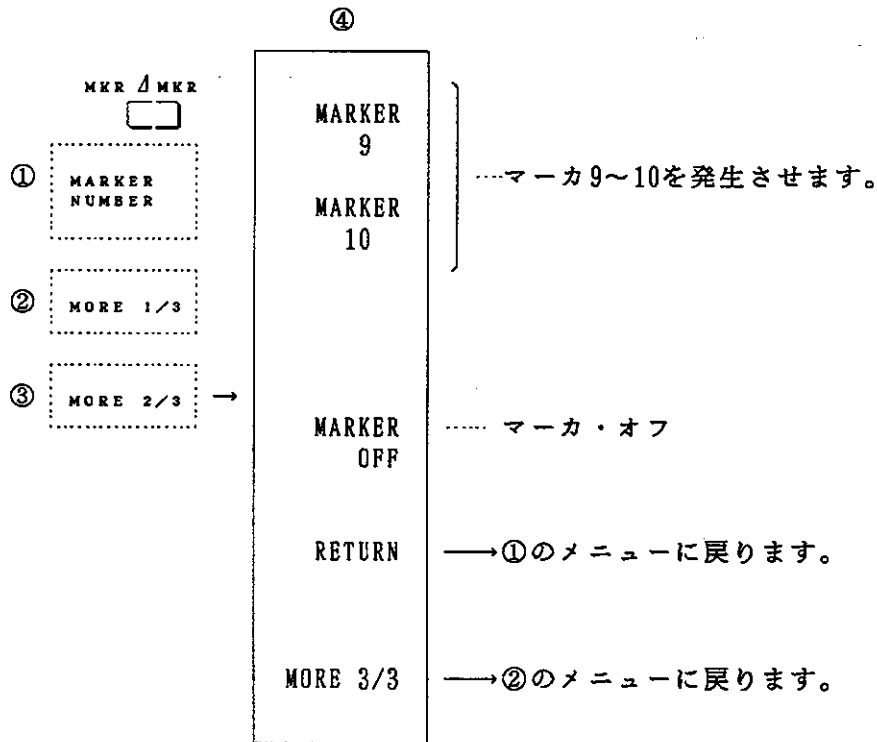 ④
MKR ⊿ MKR
① MARKER
NUMBER
② MORE 1/3
③ MORE 2/3 →
MARKER
9
MARKER
10
……マーカ9～10を発生させます。
MARKER
OFF
…… マーカ・オフ
RETURN ⟶①のメニューに戻ります。
MORE 3/3 ⟶②のメニューに戻ります。